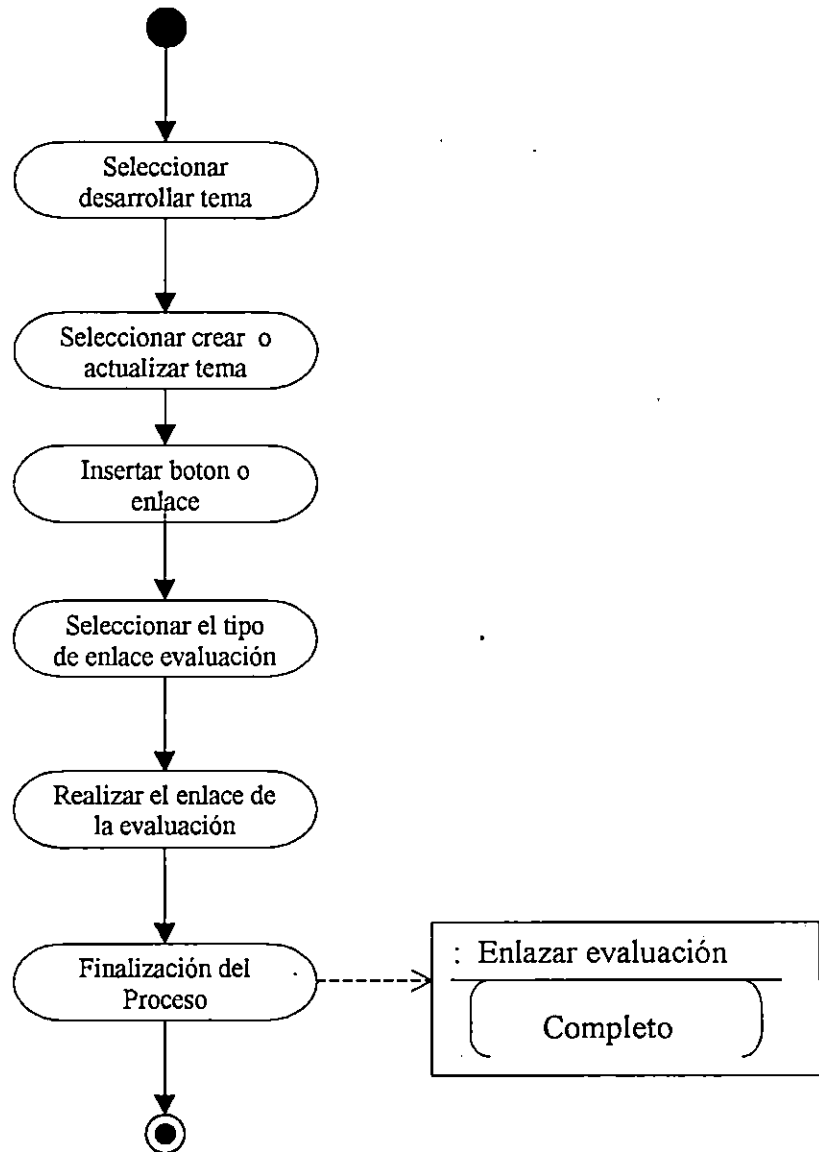 Seleccionar
desarrollar tema
Seleccionar crear o
actualizar tema
Insertar boton o
enlace
Seleccionar el tipo
de enlace evaluación
Realizar el enlace de
la evaluación
Finalización del
Proceso
: Enlazar evaluación
Completo